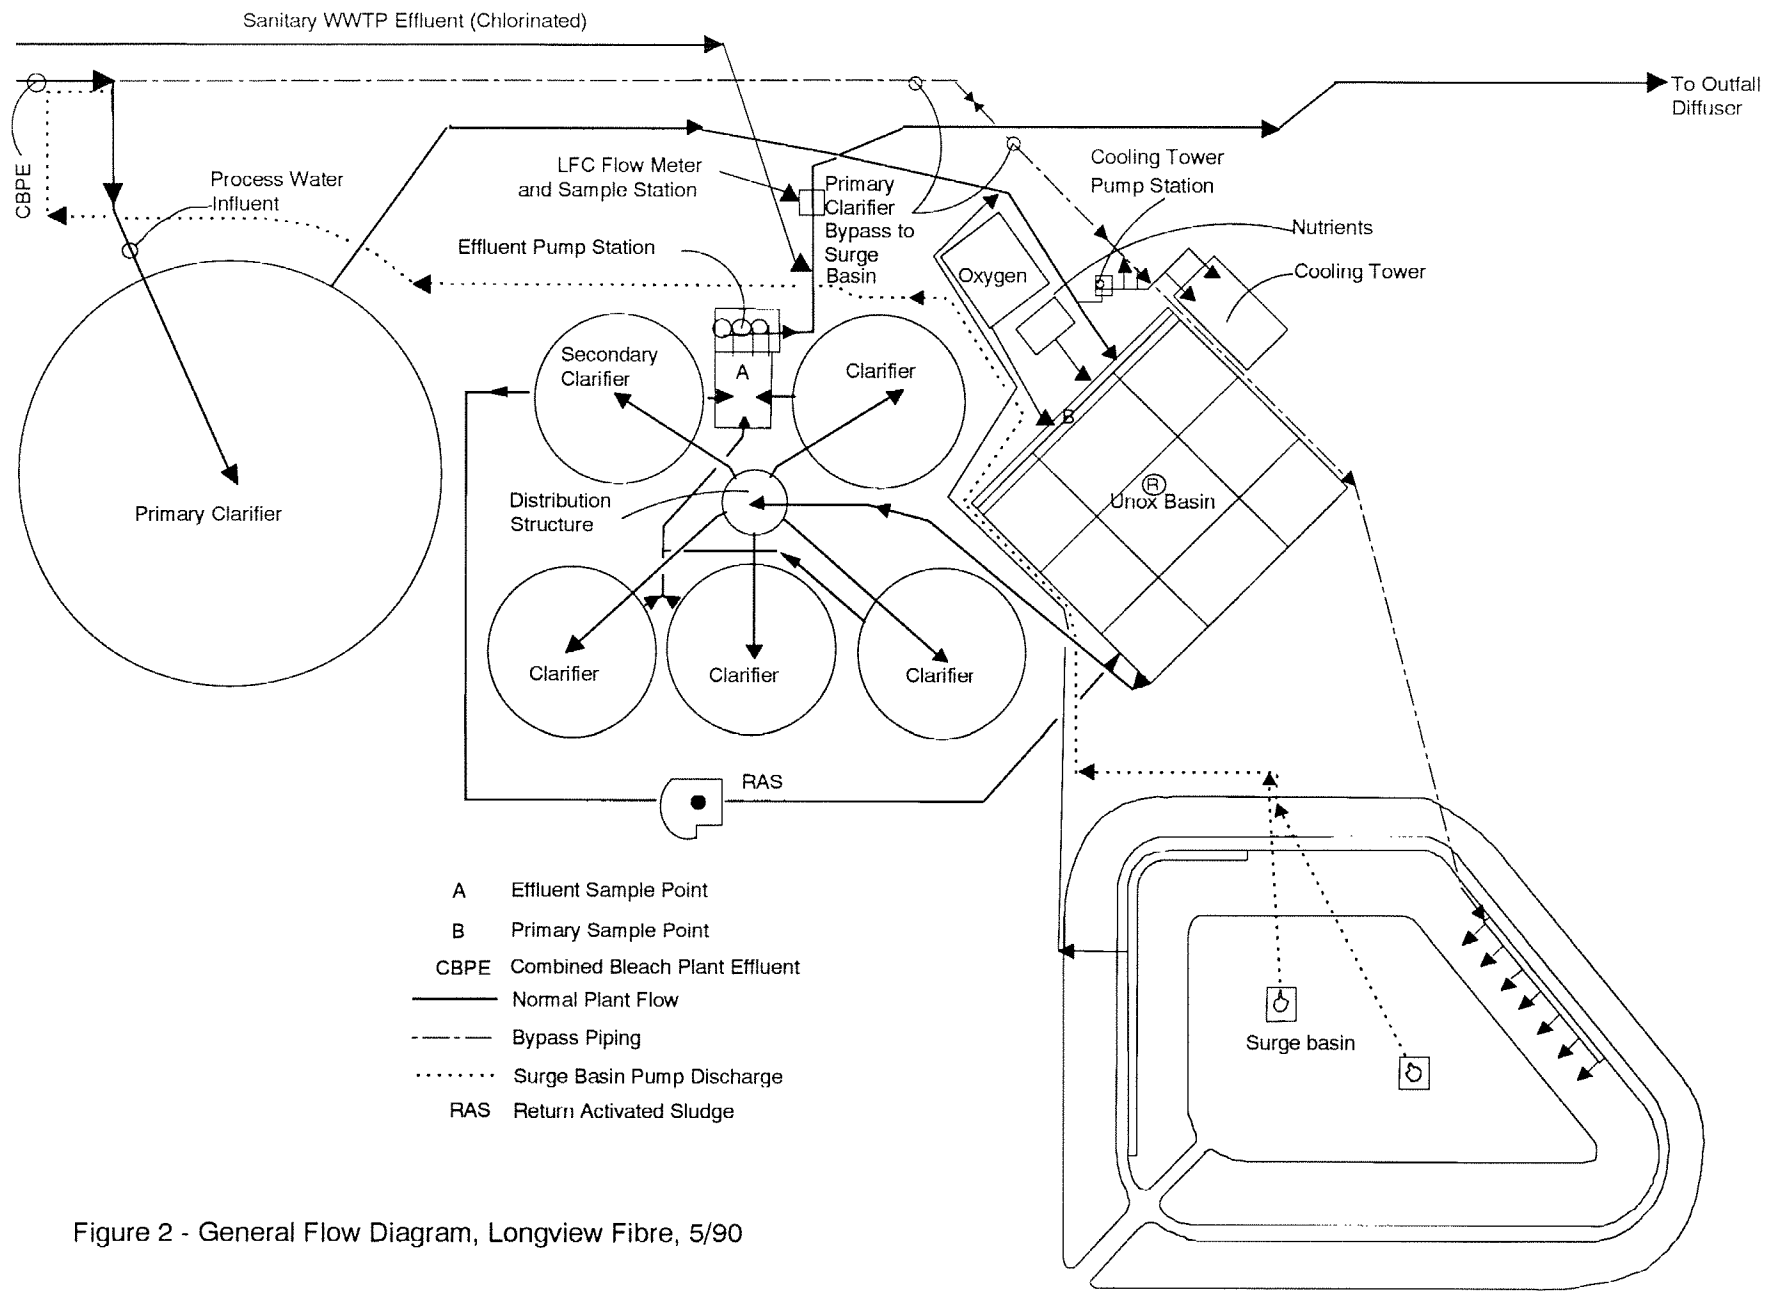 Sanitary WWTP Effluent (Chlorinated)
To Outfall
Diffuser
CBPE
Process Water
Influent
LFC Flow Meter
and Sample Station
Primary
Clarifier
Bypass to
Surge
Basin
Cooling Tower
Pump Station
Nutrients
Cooling Tower
Effluent Pump Station
Oxygen
Secondary
Clarifier
A
Clarifier
B
R
Unox Basin
Distribution
Structure
Primary Clarifier
Clarifier
Clarifier
Clarifier
RAS
Surge basin
A Effluent Sample Point
B Primary Sample Point
CBPE Combined Bleach Plant Effluent
Normal Plant Flow
Bypass Piping
Surge Basin Pump Discharge
RAS Return Activated Sludge
Figure 2 - General Flow Diagram, Longview Fibre, 5/90